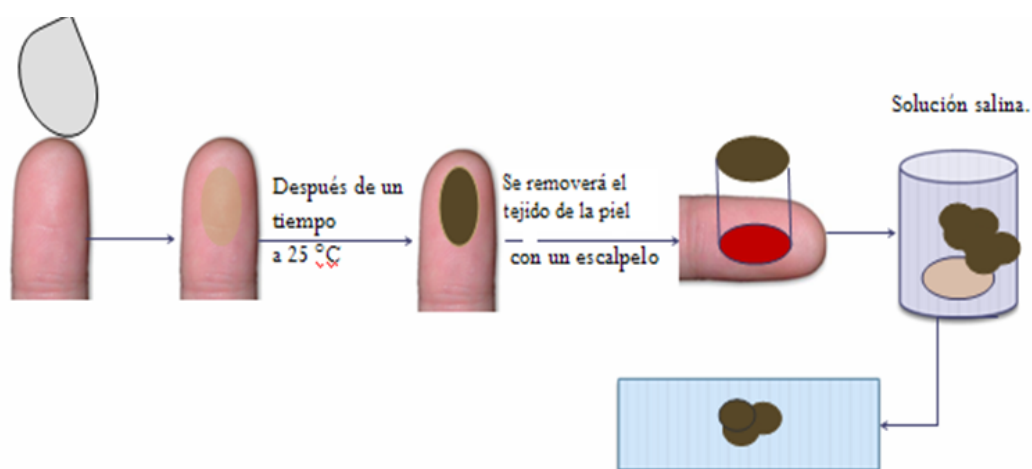 Solución salina.
Después de un
tiempo
a 25 °C
Se removerá el
tejido de la piel
con un escalpelo